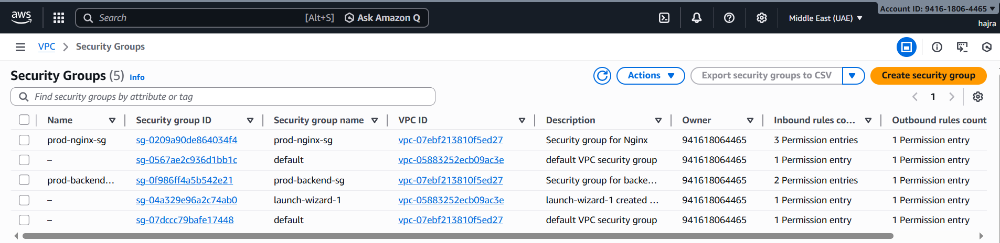 aws
Search [Alt+S] Ask Amazon Q Middle East (UAE) Account ID: 9416-1806-4465
hajra
VPC Security Groups
Security Groups (5) Info Actions Export security groups to CSV Create security group
Find security groups by attribute or tag 1
Name Security group ID Security group name VPC ID Description Owner Inbound rules co... Outbound rules count
prod-nginx-sg sg-0209a90de864034f4 prod-nginx-sg vpc-07ebf213810f5ed27 Security group for Nginx 941618064465 3 Permission entries 1 Permission entry
– sg-0567ae2c936d1bb1c default vpc-05883252ecb09ac3e default VPC security group 941618064465 1 Permission entry 1 Permission entry
prod-backend... sg-0f986ff4a5b542e21 prod-backend-sg vpc-07ebf213810f5ed27 Security group for backe... 941618064465 2 Permission entries 1 Permission entry
– sg-04a329e96a2c74ab0 launch-wizard-1 vpc-05883252ecb09ac3e launch-wizard-1 created ... 941618064465 1 Permission entry 1 Permission entry
– sg-07dccc79bafe17448 default vpc-07ebf213810f5ed27 default VPC security group 941618064465 1 Permission entry 1 Permission entry